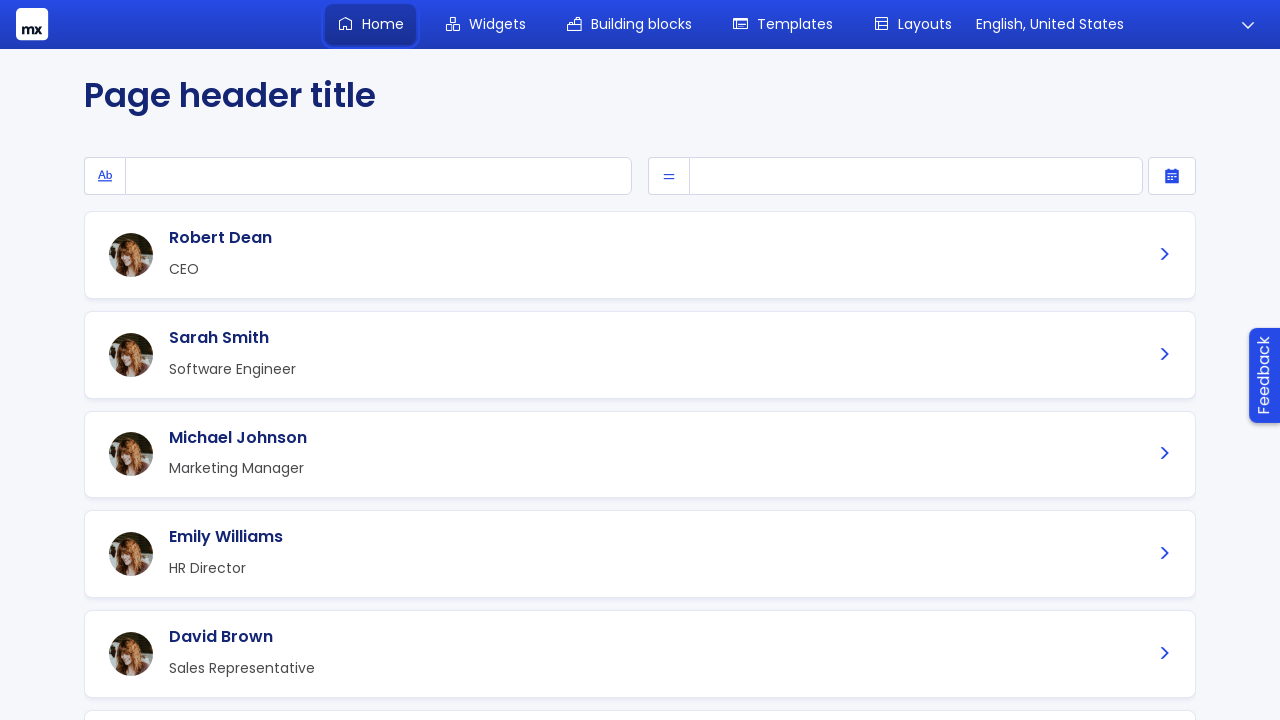 mx
Home
Widgets
Building blocks
Templates
Layouts
English, United States
Page header title
Ab
Robert Dean
CEO
Sarah Smith
Software Engineer
Michael Johnson
Marketing Manager
Emily Williams
HR Director
David Brown
Sales Representative
Feedback